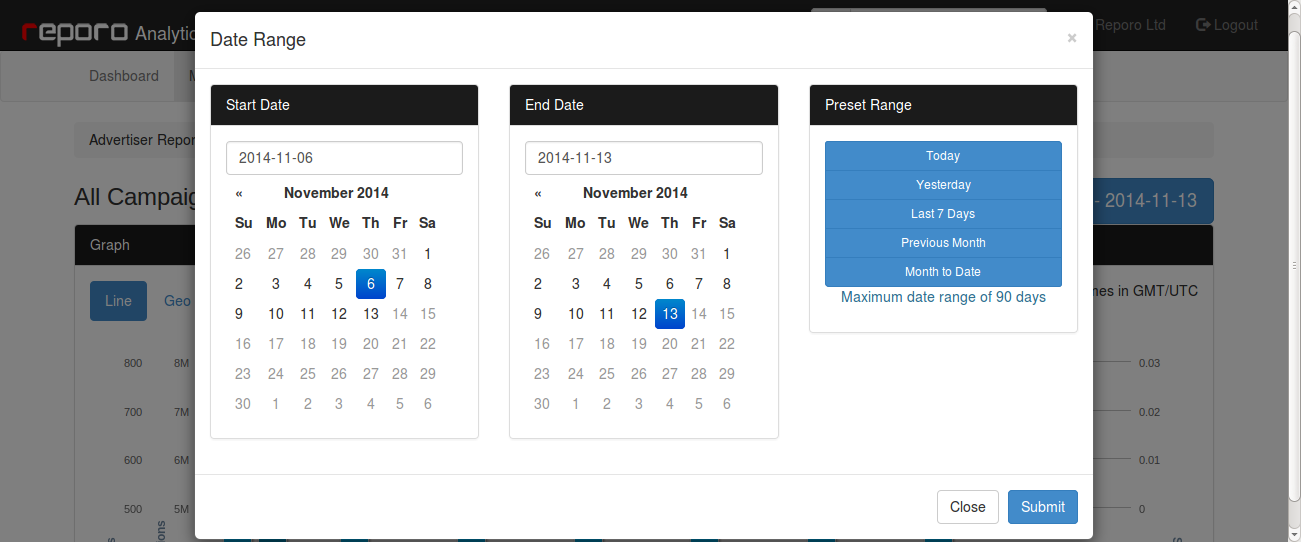 reporo Analytic
Reporo Ltd
Logout
Date Range
×
Dashboard
M
Start Date
End Date
Preset Range
Advertiser Repor
2014-11-06
2014-11-13
Today
Yesterday
Last 7 Days
Previous Month
Month to Date
Maximum date range of 90 days
« November 2014
Su Mo Tu We Th Fr Sa
26 27 28 29 30 31 1
2 3 4 5 6 7 8
9 10 11 12 13 14 15
16 17 18 19 20 21 22
23 24 25 26 27 28 29
30 1 2 3 4 5 6
« November 2014
Su Mo Tu We Th Fr Sa
26 27 28 29 30 31 1
2 3 4 5 6 7 8
9 10 11 12 13 14 15
16 17 18 19 20 21 22
23 24 25 26 27 28 29
30 1 2 3 4 5 6
All Campaig
- 2014-11-13
Graph
Line
Geo
nes in GMT/UTC
800 8M
0.03
700 7M
0.02
600 6M
0.01
500 5M
0
ons
Close
Submit